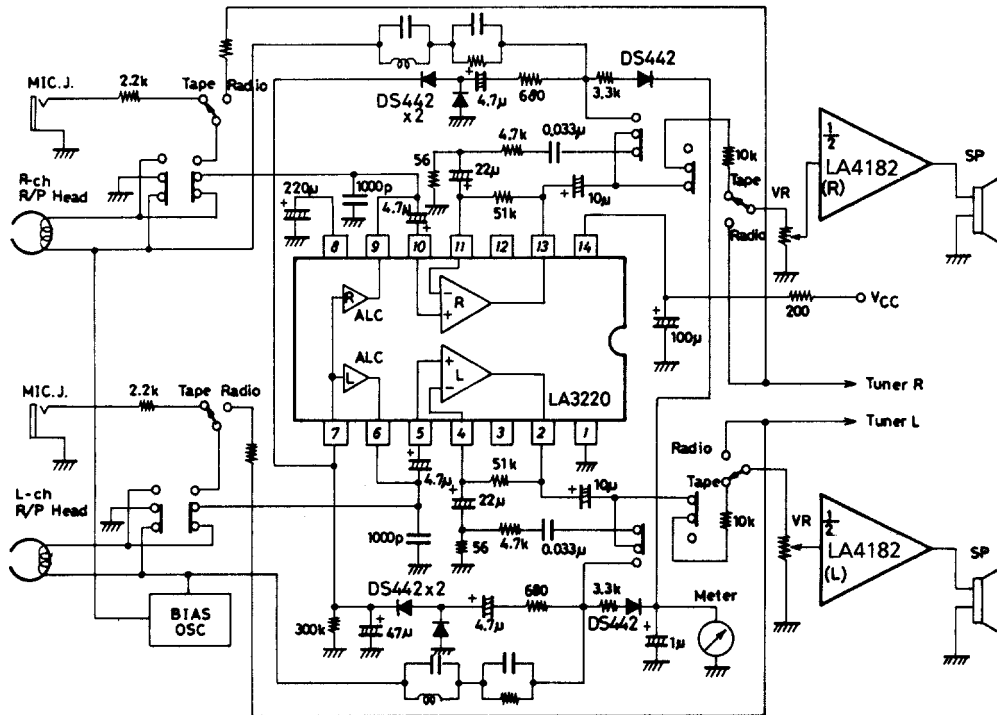 DS442
MIC.J.
2.2k
Tape
Radio
DS442
x 2
+
4.7μ
680
3.3k
R-ch
R/P Head
220μ
+
1000p
4.7μ
+
56
22μ
+
4.7k
0.033μ
51k
+
10μ
10k
Tape
Radio
VR
1/2
LA4182
(R)
SP
8
9
10
11
12
13
14
R
ALC
−
+
R
ALC
L
+
−
L
LA3220
+
100μ
200
VCC
MIC.J.
2.2k
Tape
Radio
Tuner R
Tuner L
7
6
5
4
3
2
1
L-ch
R/P Head
+
4.7μ
+
22μ
51k
10μ
+
Radio
Tape
10k
VR
1/2
LA4182
(L)
SP
1000p
56
4.7k
0.033μ
BIAS
OSC
300k
+
47μ
DS442 x 2
+
4.7μ
680
3.3k
DS442
+
1μ
Meter